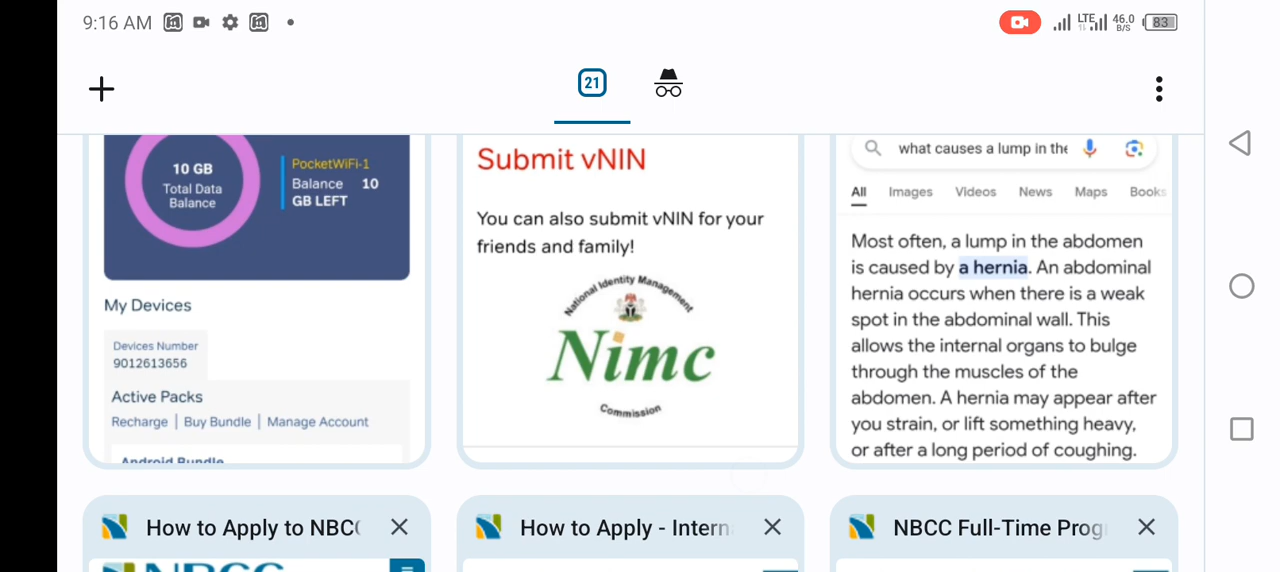 9:16 AM
LTE
46.0
B/S
83
21
10 GB
Total Data
Balance
PocketWiFi-1
Balance 10
GB LEFT
My Devices
Devices Number
9012613656
Active Packs
Recharge | Buy Bundle | Manage Account
Android Bundle
Submit vNIN
You can also submit vNIN for your
friends and family!
National Identity Management
Nimc
Commission
what causes a lump in the
All Images Videos News Maps Books
Most often, a lump in the abdomen
is caused by a hernia. An abdominal
hernia occurs when there is a weak
spot in the abdominal wall. This
allows the internal organs to bulge
through the muscles of the
abdomen. A hernia may appear after
you strain, or lift something heavy,
or after a long period of coughing.
How to Apply to NBCC
How to Apply - Intern
NBCC Full-Time Prog
NBCC